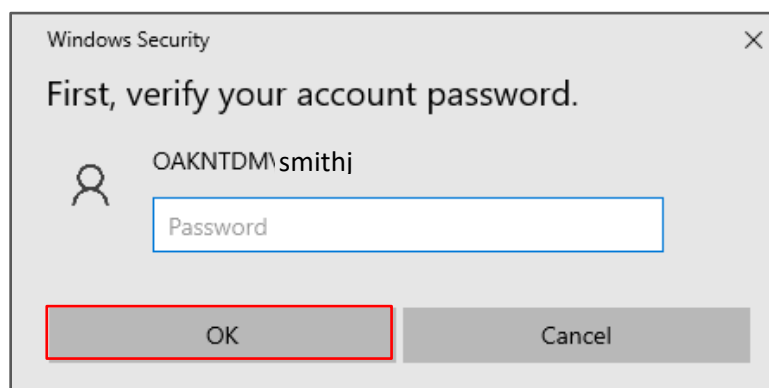 Windows Security
First, verify your account password.
OAKNTDM\smithj
Password
OK Cancel